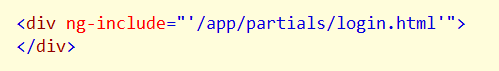 <div ng-include="'/app/partials/login.html'">
</div>